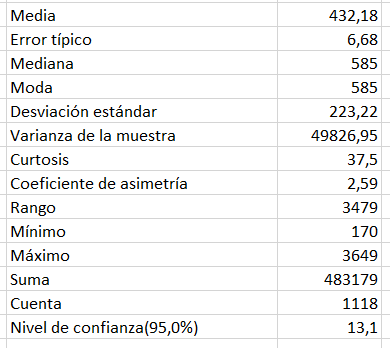 Media 432,18
Error típico 6,68
Mediana 585
Moda 585
Desviación estándar 223,22
Varianza de la muestra 49826,95
Curtosis 37,5
Coeficiente de asimetría 2,59
Rango 3479
Mínimo 170
Máximo 3649
Suma 483179
Cuenta 1118
Nivel de confianza(95,0%) 13,1